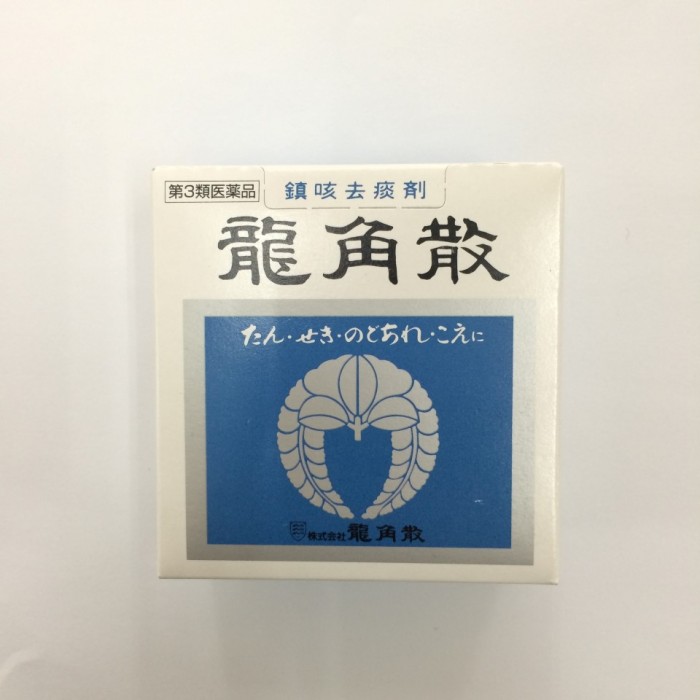 第3類医薬品
鎮咳去痰剤
龍角散
たん・せき・のどあれ・こえに
株式会社 龍角散